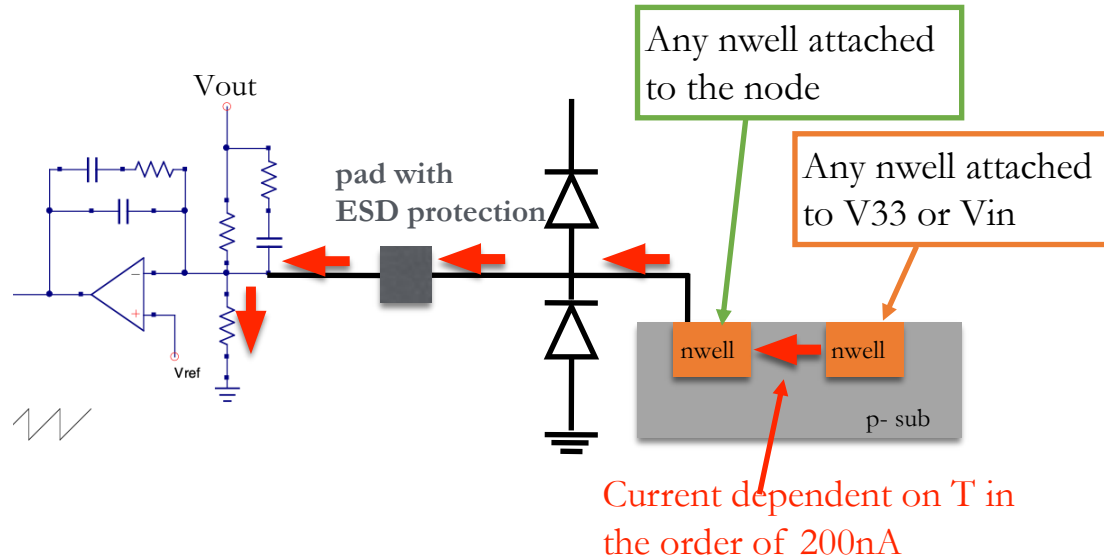 Any nwell attached
to the node
Vout
pad with
ESD protection
Any nwell attached
to V33 or Vin
nwell
nwell
Vref
p- sub
Current dependent on T in
the order of 200nA